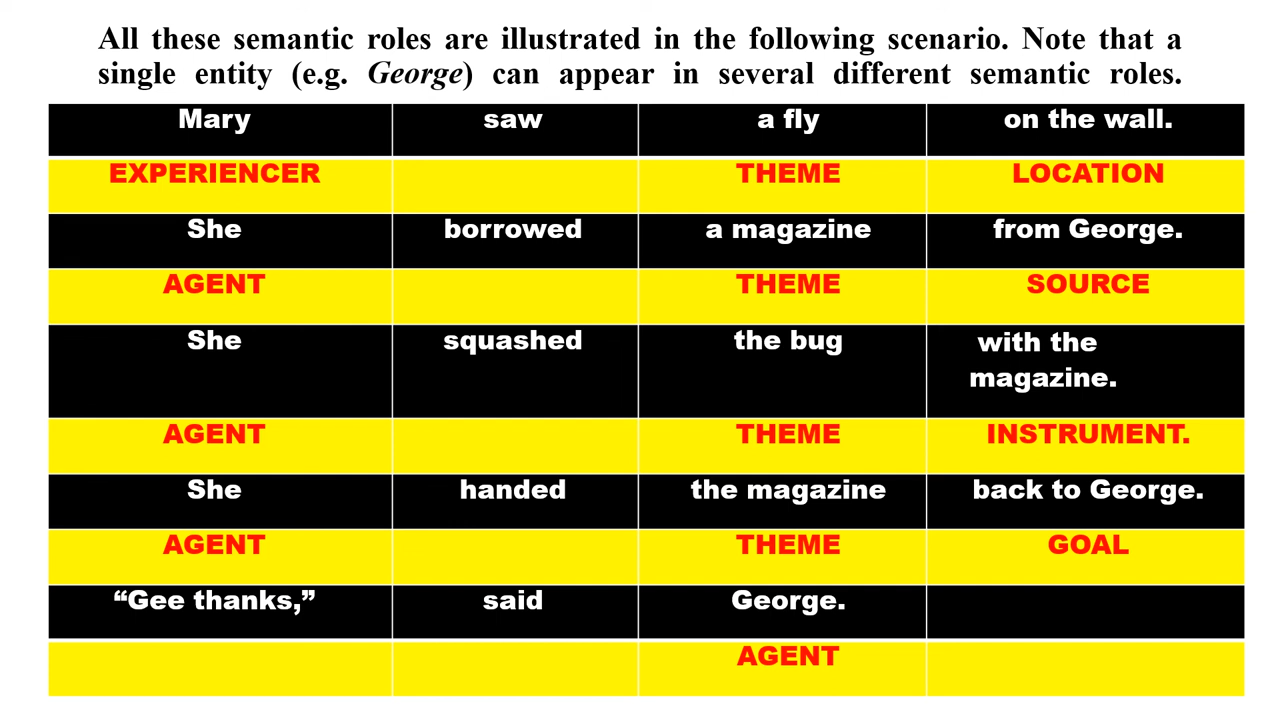 All these semantic roles are illustrated in the following scenario. Note that a
single entity (e.g. George) can appear in several different semantic roles.
Mary saw a fly on the wall.
EXPERIENCER THEME LOCATION
She borrowed a magazine from George.
AGENT THEME SOURCE
She squashed the bug with the
magazine.
AGENT THEME INSTRUMENT.
She handed the magazine back to George.
AGENT THEME GOAL
“Gee thanks,” said George.
AGENT